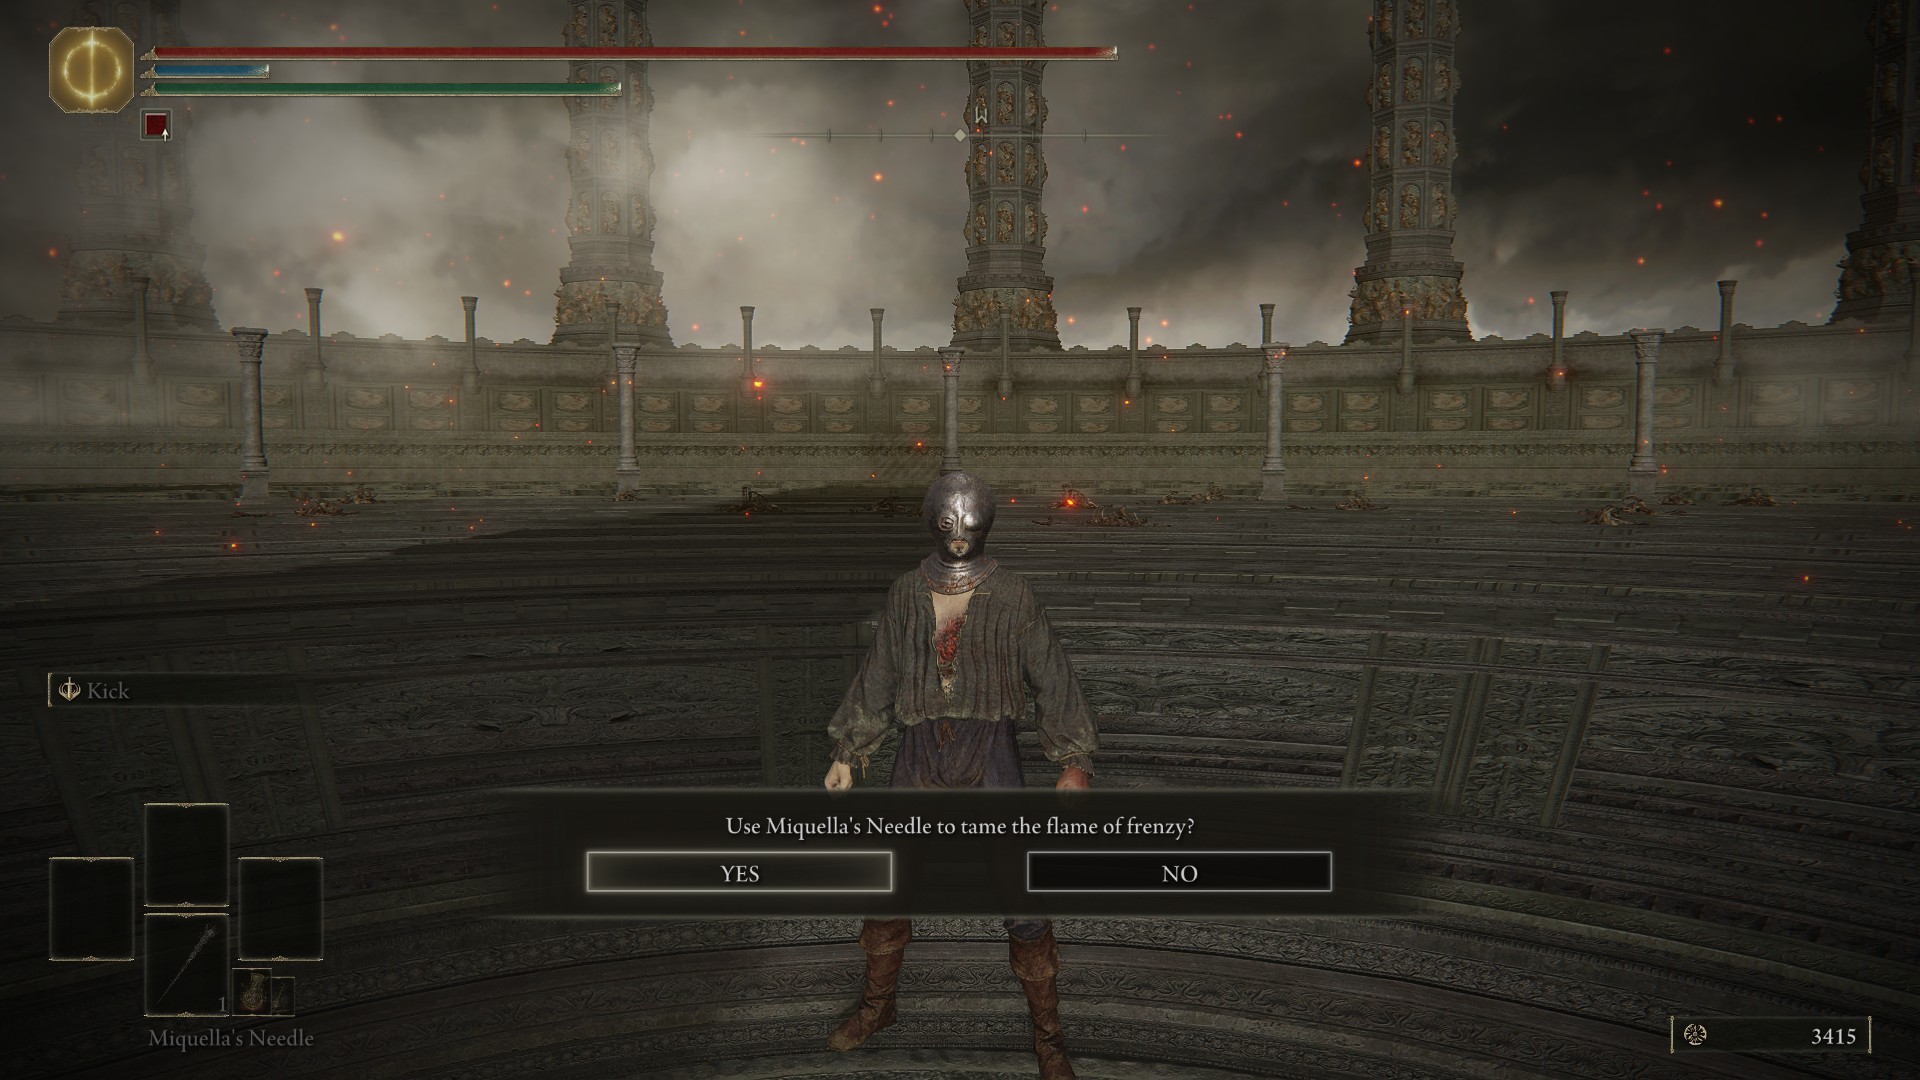 W
Kick
Use Miquella's Needle to tame the flame of frenzy?
YES
NO
1
Miquella's Needle
3415